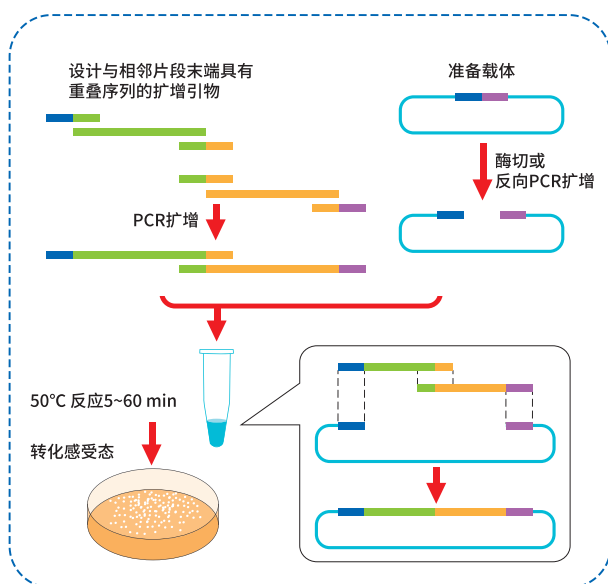 设计与相邻片段末端具有
重叠序列的扩增引物
准备载体
酶切或
反向PCR扩增
PCR扩增
50℃ 反应5~60 min
转化感受态